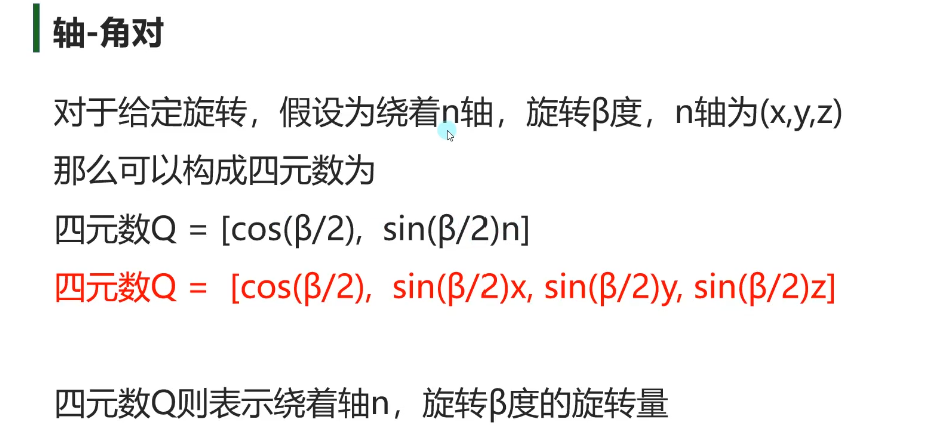 轴-角对
对于给定旋转，假设为绕着n轴，旋转β度，n轴为(x,y,z)
那么可以构成四元数为
四元数Q = [cos(β/2),  sin(β/2)n]
四元数Q =  [cos(β/2),  sin(β/2)x, sin(β/2)y, sin(β/2)z]
四元数Q则表示绕着轴n，旋转β度的旋转量